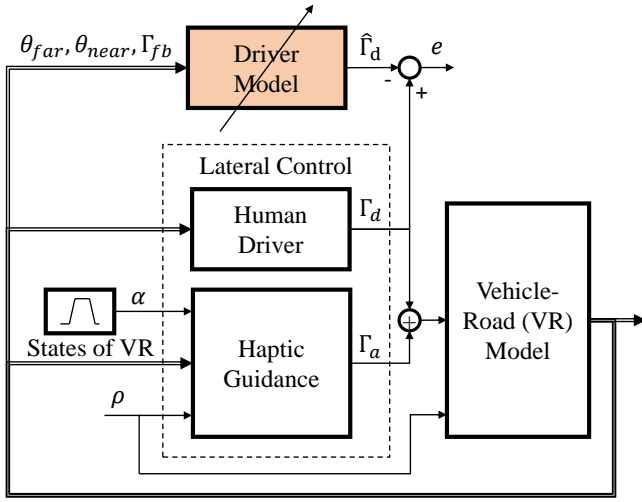 θ_far, θ_near, Γ_fb
Driver
Model
Γ̂_d
e
-
+
Lateral Control
Human
Driver
Γ_d
α
States of VR
Haptic
Guidance
Γ_a
ρ
+
Vehicle-
Road (VR)
Model